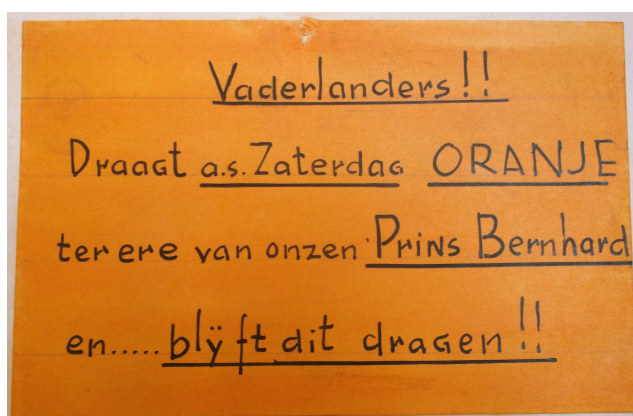 Vaderlanders!!
Draagt a.s. Zaterdag ORANJE
ter ere van onzen Prins Bernhard
en..... blÿft dit dragen!!